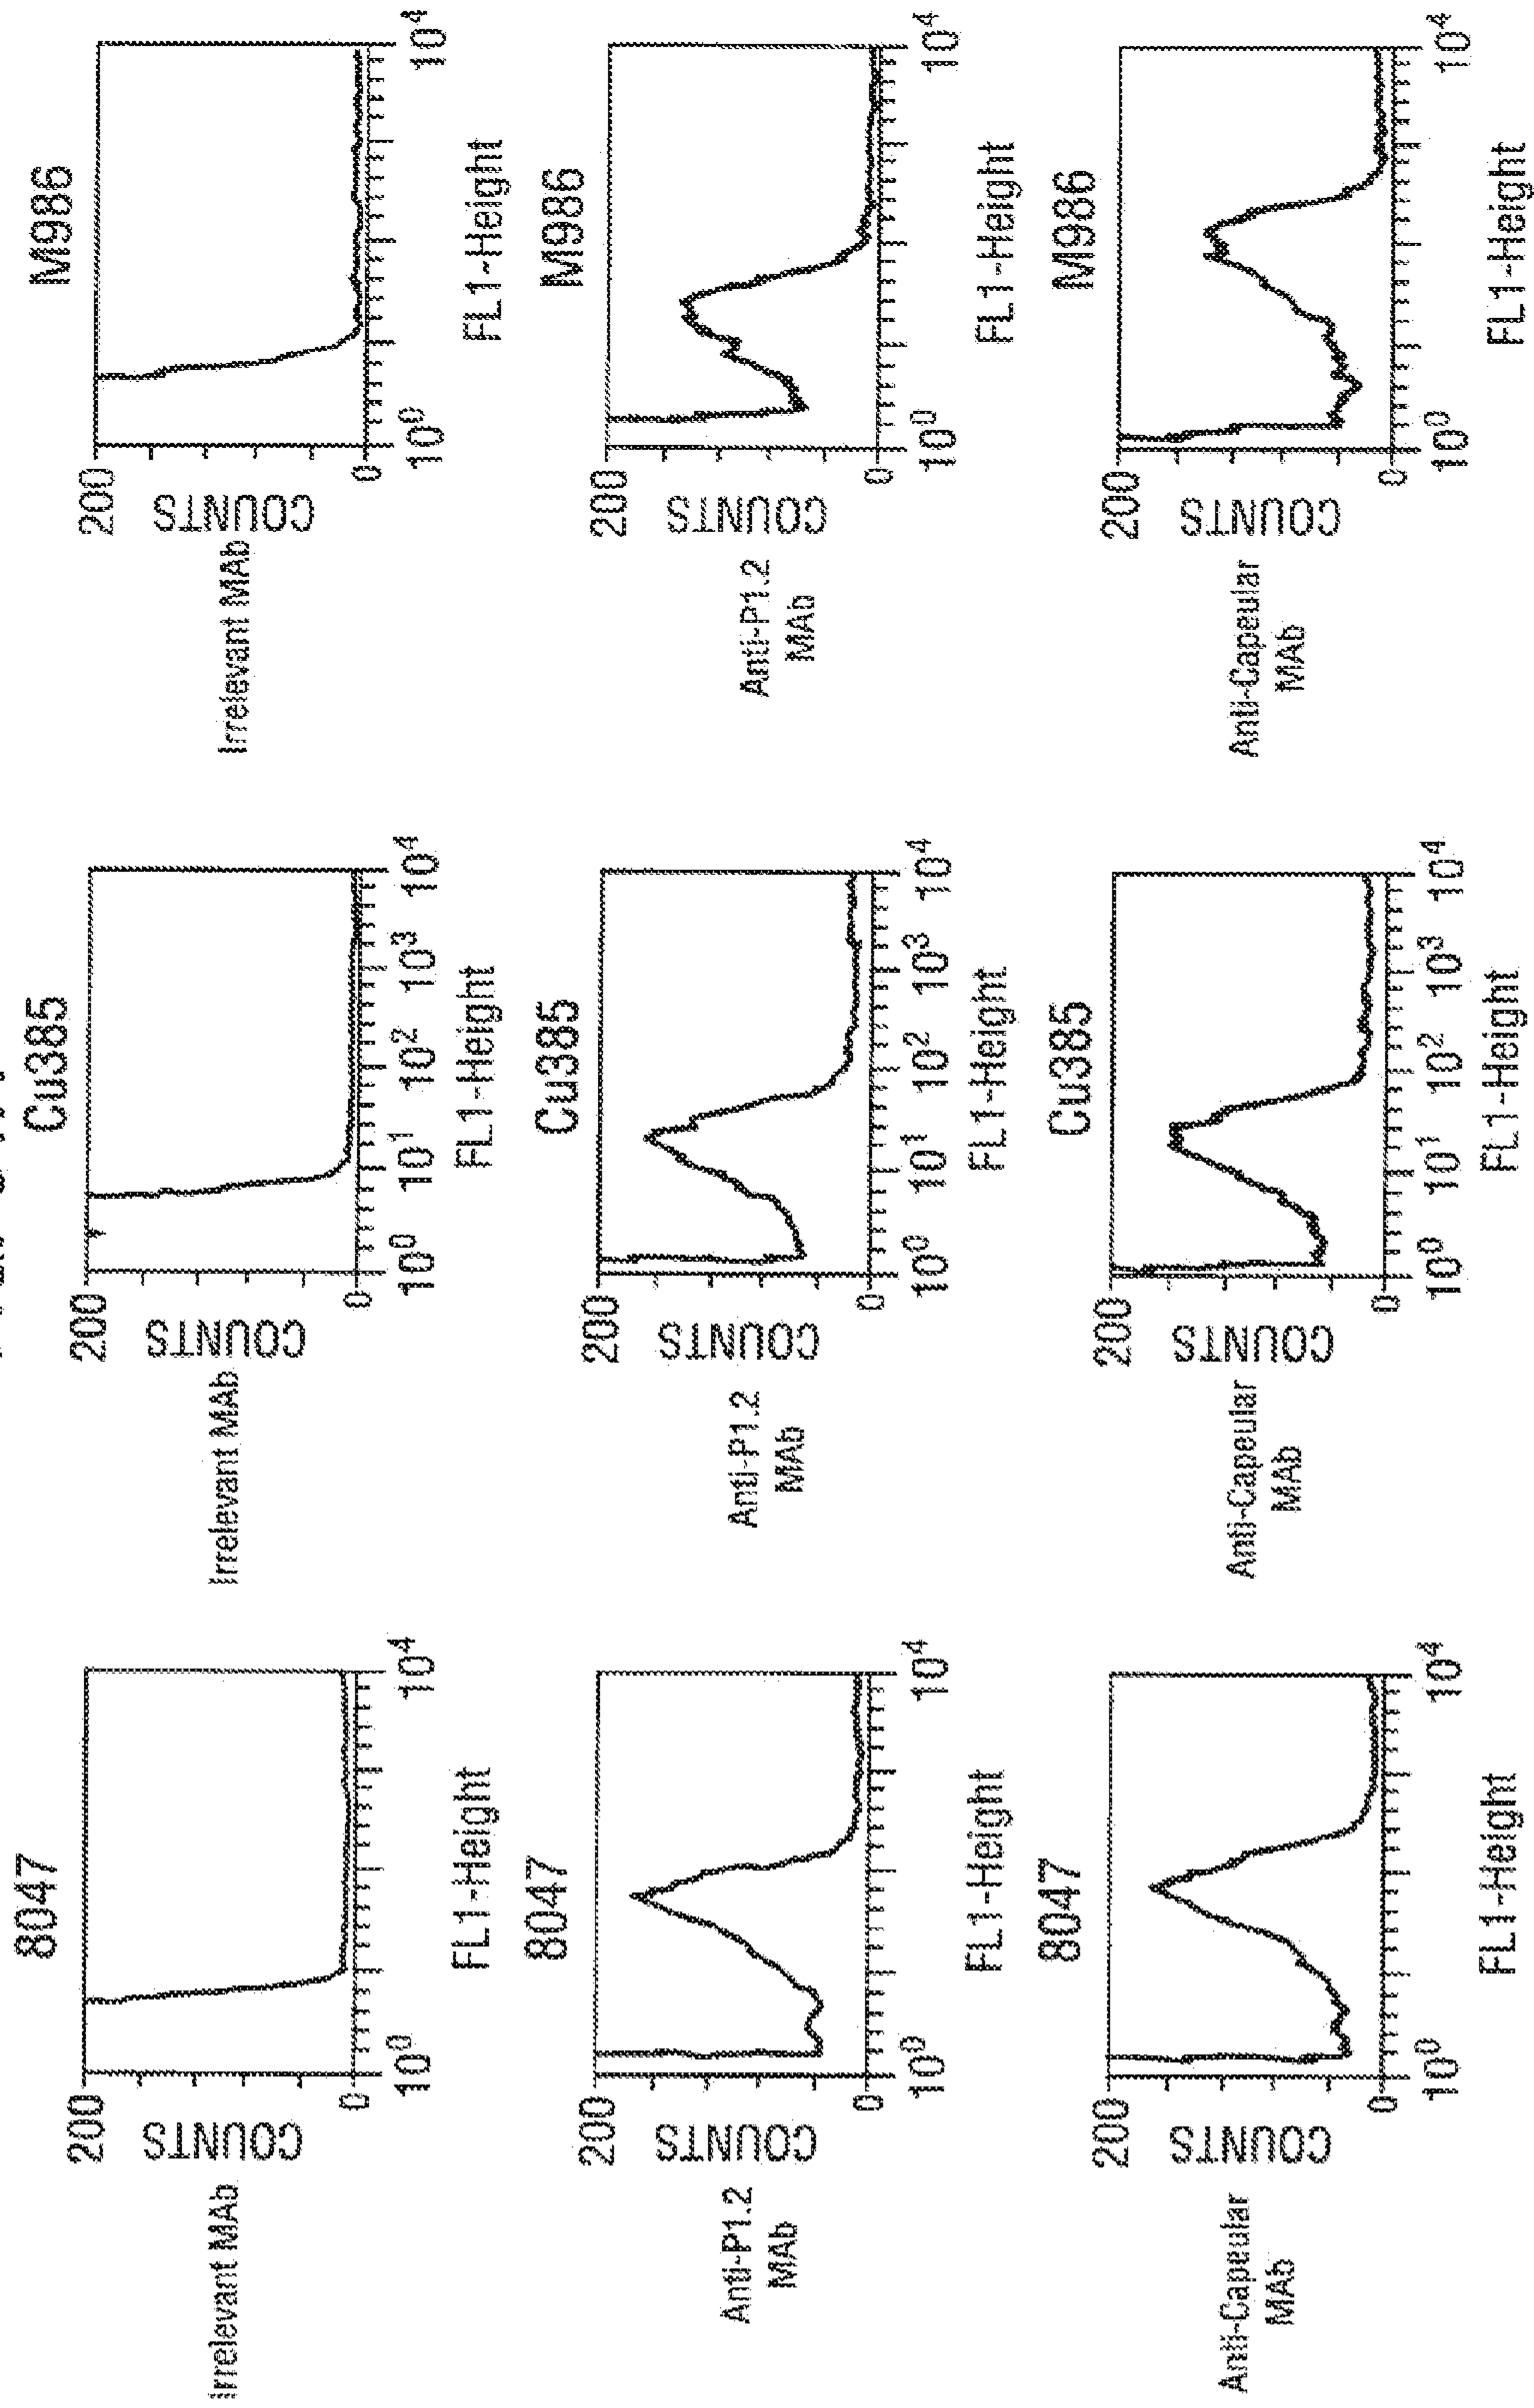 8047
Irrelevant MAb
COUNTS
200
0
10⁰ 10⁴
FL1-Height
Cu385
Irrelevant MAb
COUNTS
200
0
10⁰ 10¹ 10² 10³ 10⁴
FL1-Height
M986
Irrelevant MAb
COUNTS
200
0
10⁰ 10⁴
FL1-Height
8047
Anti-P1.2
MAb
COUNTS
200
0
10⁰ 10⁴
FL1-Height
Cu385
Anti-P1.2
MAb
COUNTS
200
0
10⁰ 10¹ 10² 10³ 10⁴
FL1-Height
M986
Anti-P1.2
MAb
COUNTS
200
0
10⁰ 10⁴
FL1-Height
8047
Anti-Capeular
MAb
COUNTS
200
0
10⁰ 10⁴
FL1-Height
Cu385
Anti-Capeular
MAb
COUNTS
200
0
10⁰ 10¹ 10² 10³ 10⁴
FL1-Height
M986
Anti-Capeular
MAb
COUNTS
200
0
10⁰ 10⁴
FL1-Height